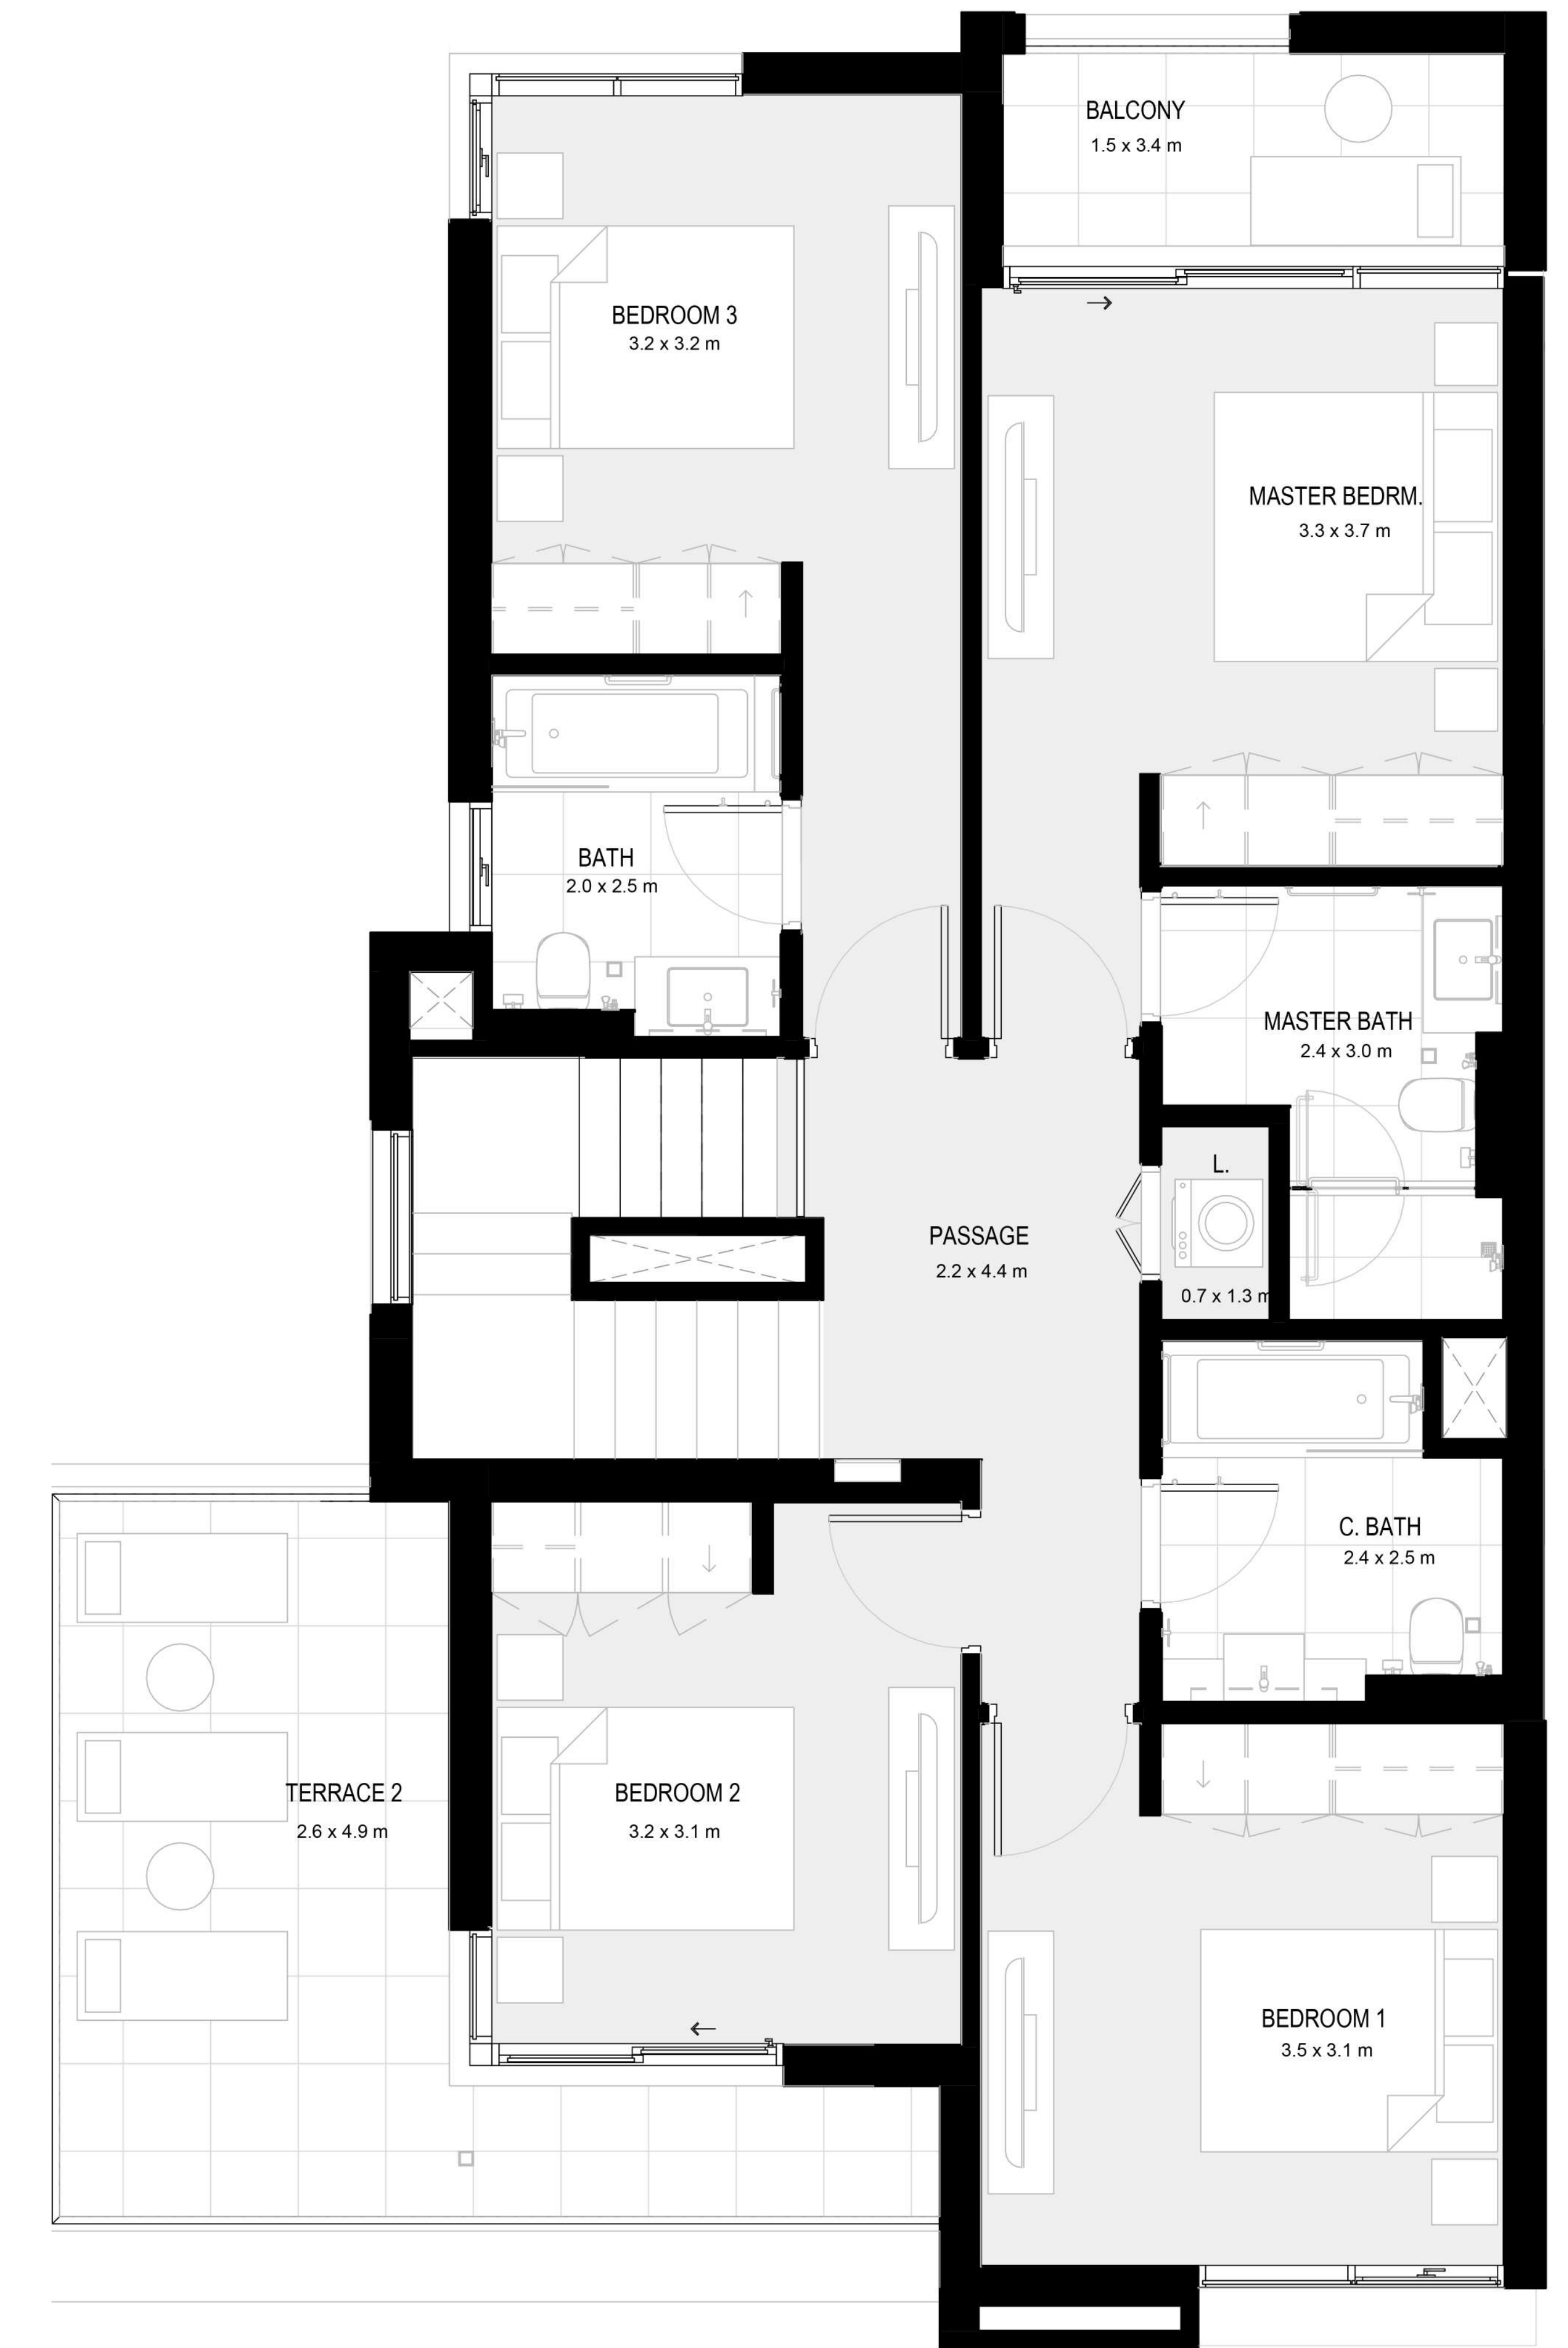 BALCONY
1.5 x 3.4 m
BEDROOM 3
3.2 x 3.2 m
MASTER BEDRM.
3.3 x 3.7 m
BATH
2.0 x 2.5 m
MASTER BATH
2.4 x 3.0 m
L.
0.7 x 1.3 m
PASSAGE
2.2 x 4.4 m
C. BATH
2.4 x 2.5 m
TERRACE 2
2.6 x 4.9 m
BEDROOM 2
3.2 x 3.1 m
BEDROOM 1
3.5 x 3.1 m